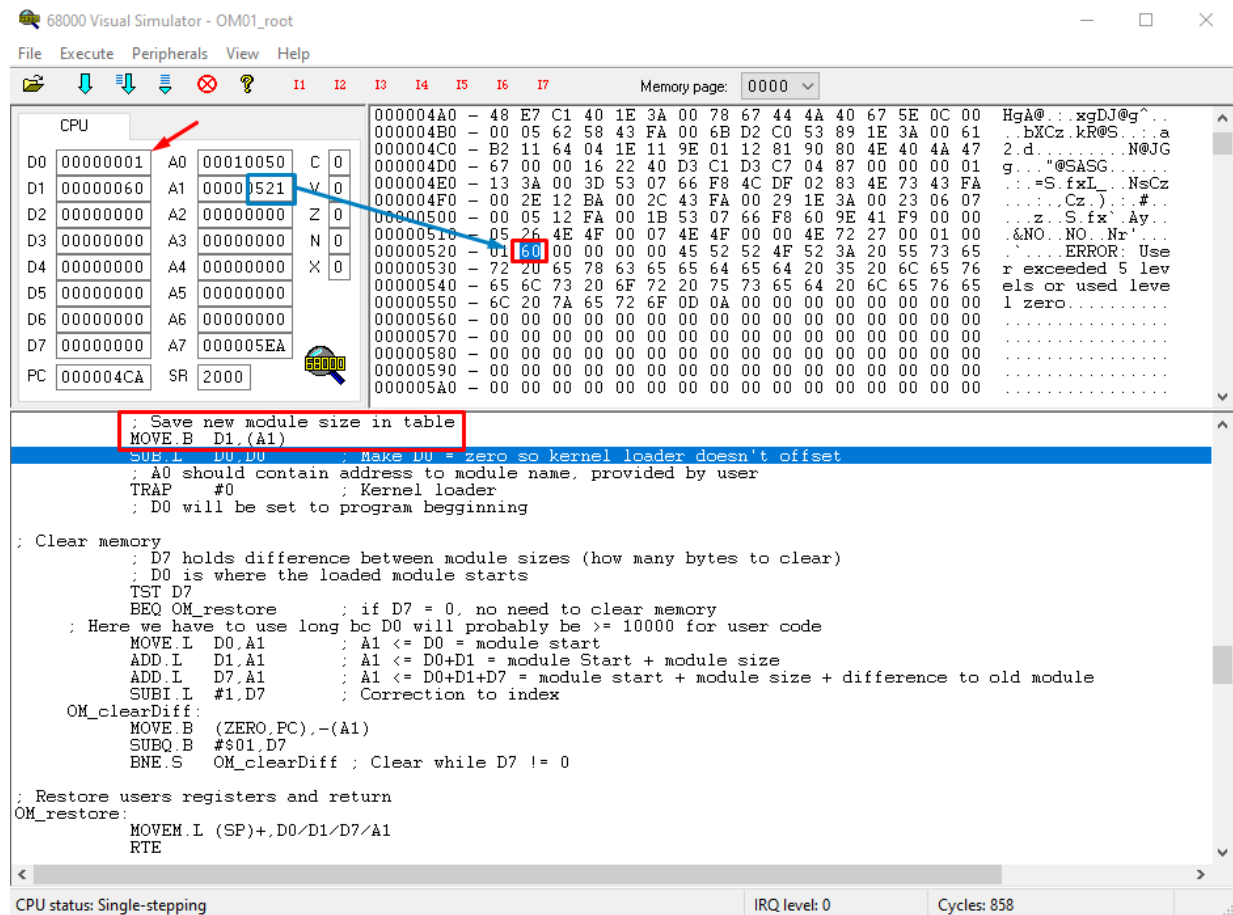 68000 Visual Simulator - OM01_root
File Execute Peripherals View Help
I1 I2 I3 I4 I5 I6 I7 Memory page: 0000
CPU
D0 00000001 A0 00010050 C 0
D1 00000060 A1 00000521 V 0
D2 00000000 A2 00000000 Z 0
D3 00000000 A3 00000000 N 0
D4 00000000 A4 00000000 X 0
D5 00000000 A5 00000000
D6 00000000 A6 00000000
D7 00000000 A7 000005EA
PC 000004CA SR 2000
68000
000004A0 - 48 E7 C1 40 1E 3A 00 78 67 44 4A 40 67 5E 0C 00 HgA@.:.xgDJ@g^..
000004B0 - 00 05 62 58 43 FA 00 6B D2 C0 53 89 1E 3A 00 61 ..bXCz.kR@S..:.a
000004C0 - B2 11 64 04 1E 11 9E 01 12 81 90 80 4E 40 4A 47 2.d.........N@JG
000004D0 - 67 00 00 16 22 40 D3 C1 D3 C7 04 87 00 00 00 01 g..."@SASG......
000004E0 - 13 3A 00 3D 53 07 66 F8 4C DF 02 83 4E 73 43 FA .:.=S.fxL_..NsCz
000004F0 - 00 2E 12 BA 00 2C 43 FA 00 29 1E 3A 00 23 06 07 ...:.,Cz.).:.#..
00000500 - 00 05 12 FA 00 1B 53 07 66 F8 60 9E 41 F9 00 00 ...z..S.fx`.Ay..
00000510 - 05 26 4E 4F 00 07 4E 4F 00 00 4E 72 27 00 01 00 .&NO..NO..Nr'...
00000520 - 01 60 00 00 00 00 45 52 52 4F 52 3A 20 55 73 65 .`....ERROR: Use
00000530 - 72 20 65 78 63 65 65 64 65 64 20 35 20 6C 65 76 r exceeded 5 lev
00000540 - 65 6C 73 20 6F 72 20 75 73 65 64 20 6C 65 76 65 els or used leve
00000550 - 6C 20 7A 65 72 6F 0D 0A 00 00 00 00 00 00 00 00 l zero..........
00000560 - 00 00 00 00 00 00 00 00 00 00 00 00 00 00 00 00 ................
00000570 - 00 00 00 00 00 00 00 00 00 00 00 00 00 00 00 00 ................
00000580 - 00 00 00 00 00 00 00 00 00 00 00 00 00 00 00 00 ................
00000590 - 00 00 00 00 00 00 00 00 00 00 00 00 00 00 00 00 ................
000005A0 - 00 00 00 00 00 00 00 00 00 00 00 00 00 00 00 00 ................
; Save new module size in table
MOVE.B D1,(A1)
SUB.L D0,D0 ; Make D0 = zero so kernel loader doesn't offset
; A0 should contain address to module name, provided by user
TRAP #0 ; Kernel loader
; D0 will be set to program begginning
; Clear memory
; D7 holds difference between module sizes (how many bytes to clear)
; D0 is where the loaded module starts
TST D7
BEQ OM_restore ; if D7 = 0, no need to clear memory
; Here we have to use long bc D0 will probably be >= 10000 for user code
MOVE.L D0,A1 ; A1 <= D0 = module start
ADD.L D1,A1 ; A1 <= D0+D1 = module Start + module size
ADD.L D7,A1 ; A1 <= D0+D1+D7 = module start + module size + difference to old module
SUBI.L #1,D7 ; Correction to index
OM_clearDiff:
MOVE.B (ZERO,PC),-(A1)
SUBQ.B #$01,D7
BNE.S OM_clearDiff ; Clear while D7 != 0
; Restore users registers and return
OM_restore:
MOVEM.L (SP)+,D0/D1/D7/A1
RTE
CPU status: Single-stepping IRQ level: 0 Cycles: 858